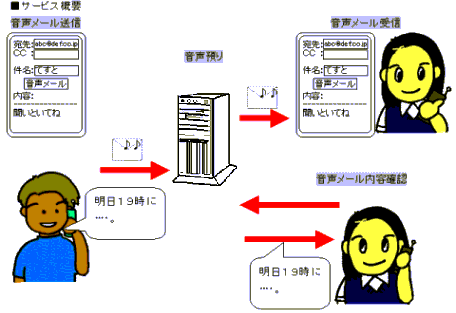 ■サービス概要
音声メール送信
宛先:abc@defco.jp
CC:
件名:てすと
音声メール
内容:
聞いといてね
音声預り
音声メール受信
宛先:abc@defco.jp
CC:
件名:てすと
音声メール
内容:
聞いといてね
明日19時に
….。
音声メール内容確認
明日19時に
….。